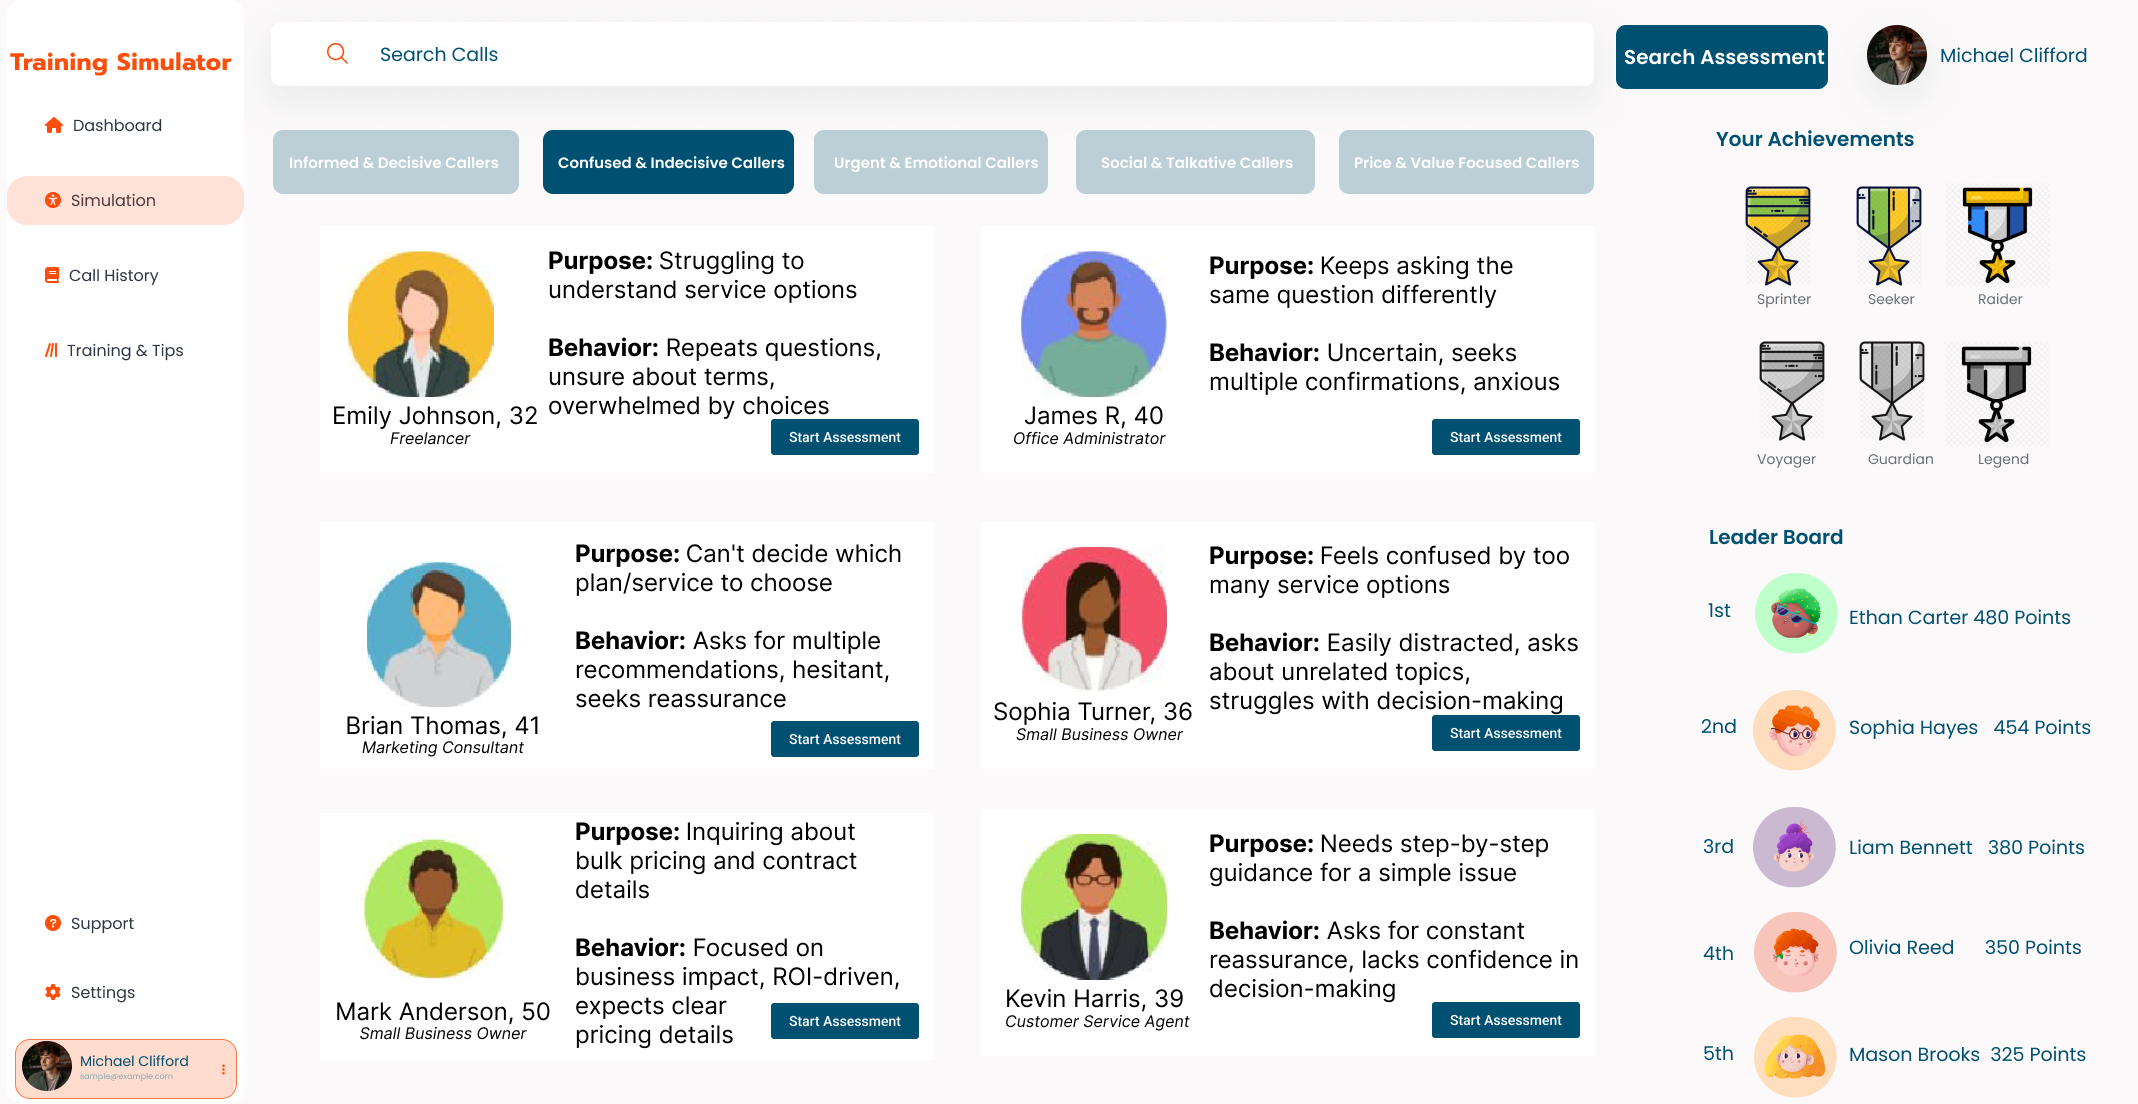 Training Simulator
Dashboard
Simulation
Call History
Training & Tips
Support
Settings
Michael Clifford
sample@example.com
Search Calls
Search Assessment
Michael Clifford
Informed & Decisive Callers
Confused & Indecisive Callers
Urgent & Emotional Callers
Social & Talkative Callers
Price & Value Focused Callers
Purpose: Struggling to
understand service options
Behavior: Repeats questions,
unsure about terms,
overwhelmed by choices
Emily Johnson, 32
Freelancer
Start Assessment
Purpose: Keeps asking the
same question differently
Behavior: Uncertain, seeks
multiple confirmations, anxious
James R, 40
Office Administrator
Start Assessment
Purpose: Can't decide which
plan/service to choose
Behavior: Asks for multiple
recommendations, hesitant,
seeks reassurance
Brian Thomas, 41
Marketing Consultant
Start Assessment
Purpose: Feels confused by too
many service options
Behavior: Easily distracted, asks
about unrelated topics,
struggles with decision-making
Sophia Turner, 36
Small Business Owner
Start Assessment
Purpose: Inquiring about
bulk pricing and contract
details
Behavior: Focused on
business impact, ROI-driven,
expects clear
pricing details
Mark Anderson, 50
Small Business Owner
Start Assessment
Purpose: Needs step-by-step
guidance for a simple issue
Behavior: Asks for constant
reassurance, lacks confidence in
decision-making
Kevin Harris, 39
Customer Service Agent
Start Assessment
Your Achievements
Sprinter
Seeker
Raider
Voyager
Guardian
Legend
Leader Board
1st
Ethan Carter 480 Points
2nd
Sophia Hayes 454 Points
3rd
Liam Bennett 380 Points
4th
Olivia Reed 350 Points
5th
Mason Brooks 325 Points